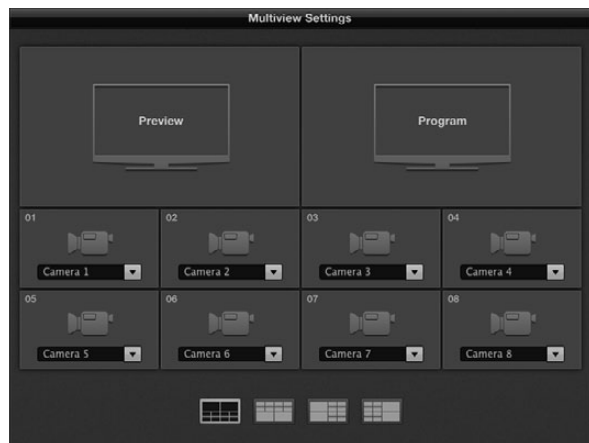 Multiview Settings
Preview
Program
01
02
03
04
Camera 1
Camera 2
Camera 3
Camera 4
05
06
07
08
Camera 5
Camera 6
Camera 7
Camera 8